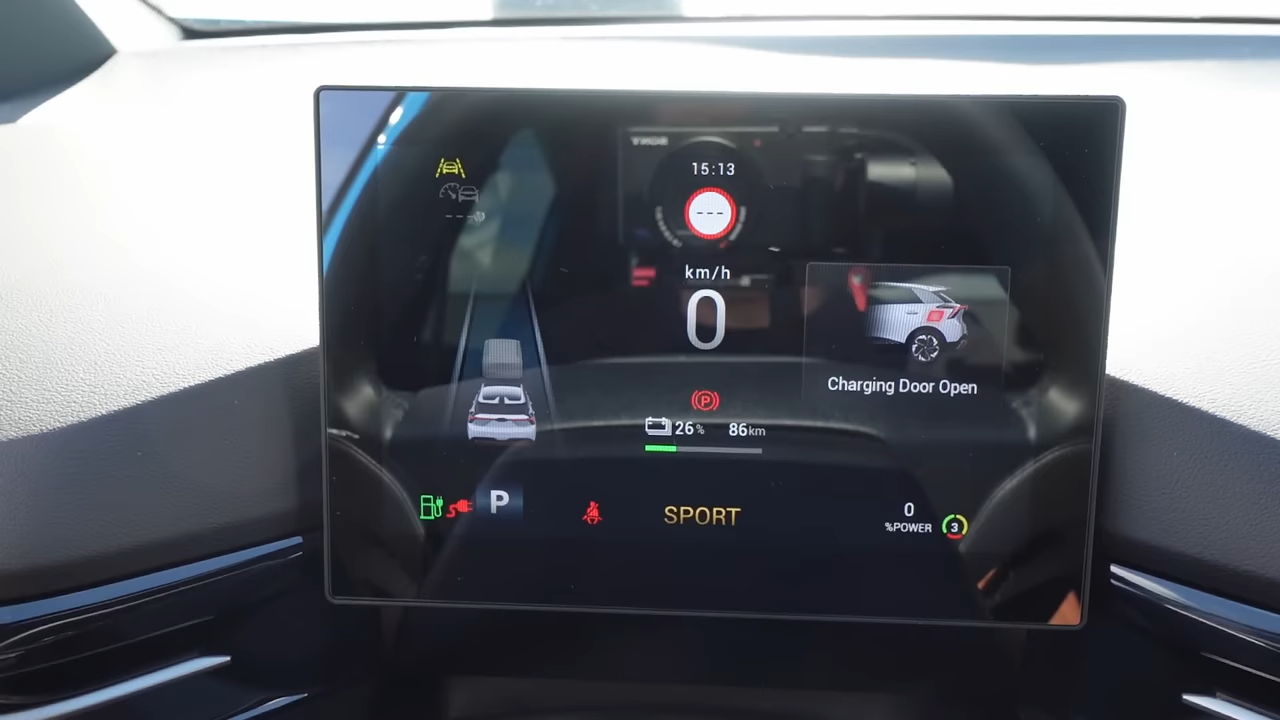 15:13
---
km/h
0
Charging Door Open
P
26% 86km
---
P
SPORT
0
%POWER
3